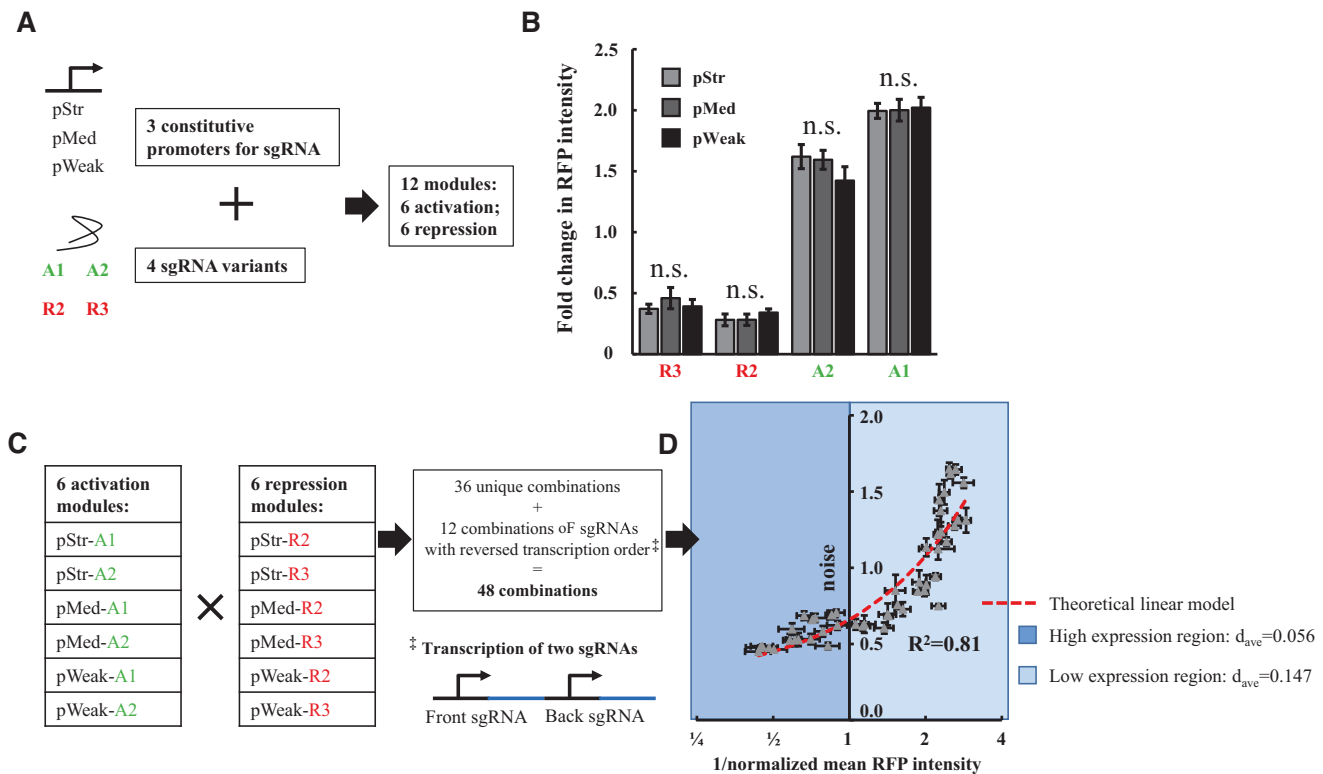 A
pStr
pMed
pWeak
3 constitutive
promoters for sgRNA
+
4 sgRNA variants
A1 A2
R2 R3
12 modules:
6 activation;
6 repression
B
Fold change in RFP intensity
2.5
2.0
1.5
1.0
0.5
0
pStr
pMed
pWeak
n.s.
n.s.
n.s.
n.s.
R3 R2 A2 A1
C
6 activation
modules:
pStr-A1
pStr-A2
pMed-A1
pMed-A2
pWeak-A1
pWeak-A2
×
6 repression
modules:
pStr-R2
pStr-R3
pMed-R2
pMed-R3
pWeak-R2
pWeak-R3
36 unique combinations
+
12 combinations oF sgRNAs
with reversed transcription order ‡
=
48 combinations
‡ Transcription of two sgRNAs
Front sgRNA Back sgRNA
D
noise
2.0
1.5
1.0
0.5
0.0
R²=0.81
¼ ½ 1 2 4
1/normalized mean RFP intensity
Theoretical linear model
High expression region: dave=0.056
Low expression region: dave=0.147